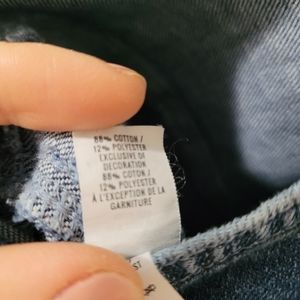 88% COTTON /
12% POLYESTER
EXCLUSIVE OF
DECORATION
88% COTON /
12% POLYESTER
À L'EXCEPTION DE LA
GARNITURE